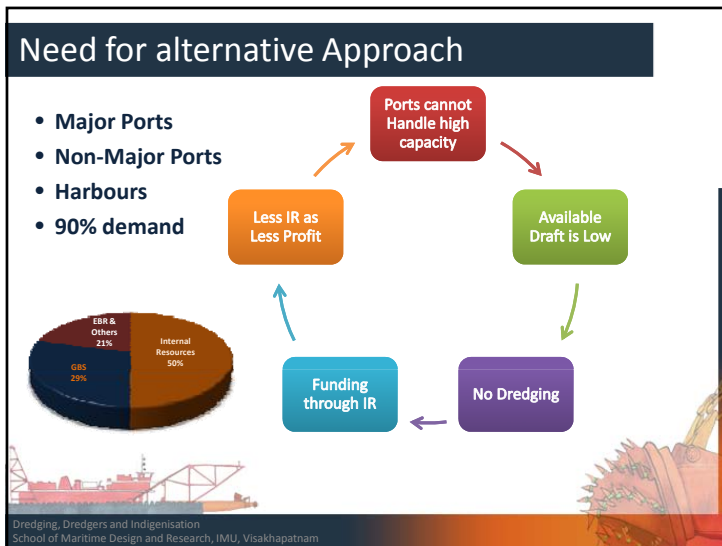 Need for alternative Approach
• Major Ports
• Non-Major Ports
• Harbours
• 90% demand
Ports cannot
Handle high
capacity
Available
Draft is Low
No Dredging
Funding
through IR
Less IR as
Less Profit
EBR &
Others
21%
Internal
Resources
50%
GBS
29%
Dredging, Dredgers and Indigenisation
School of Maritime Design and Research, IMU, Visakhapatnam